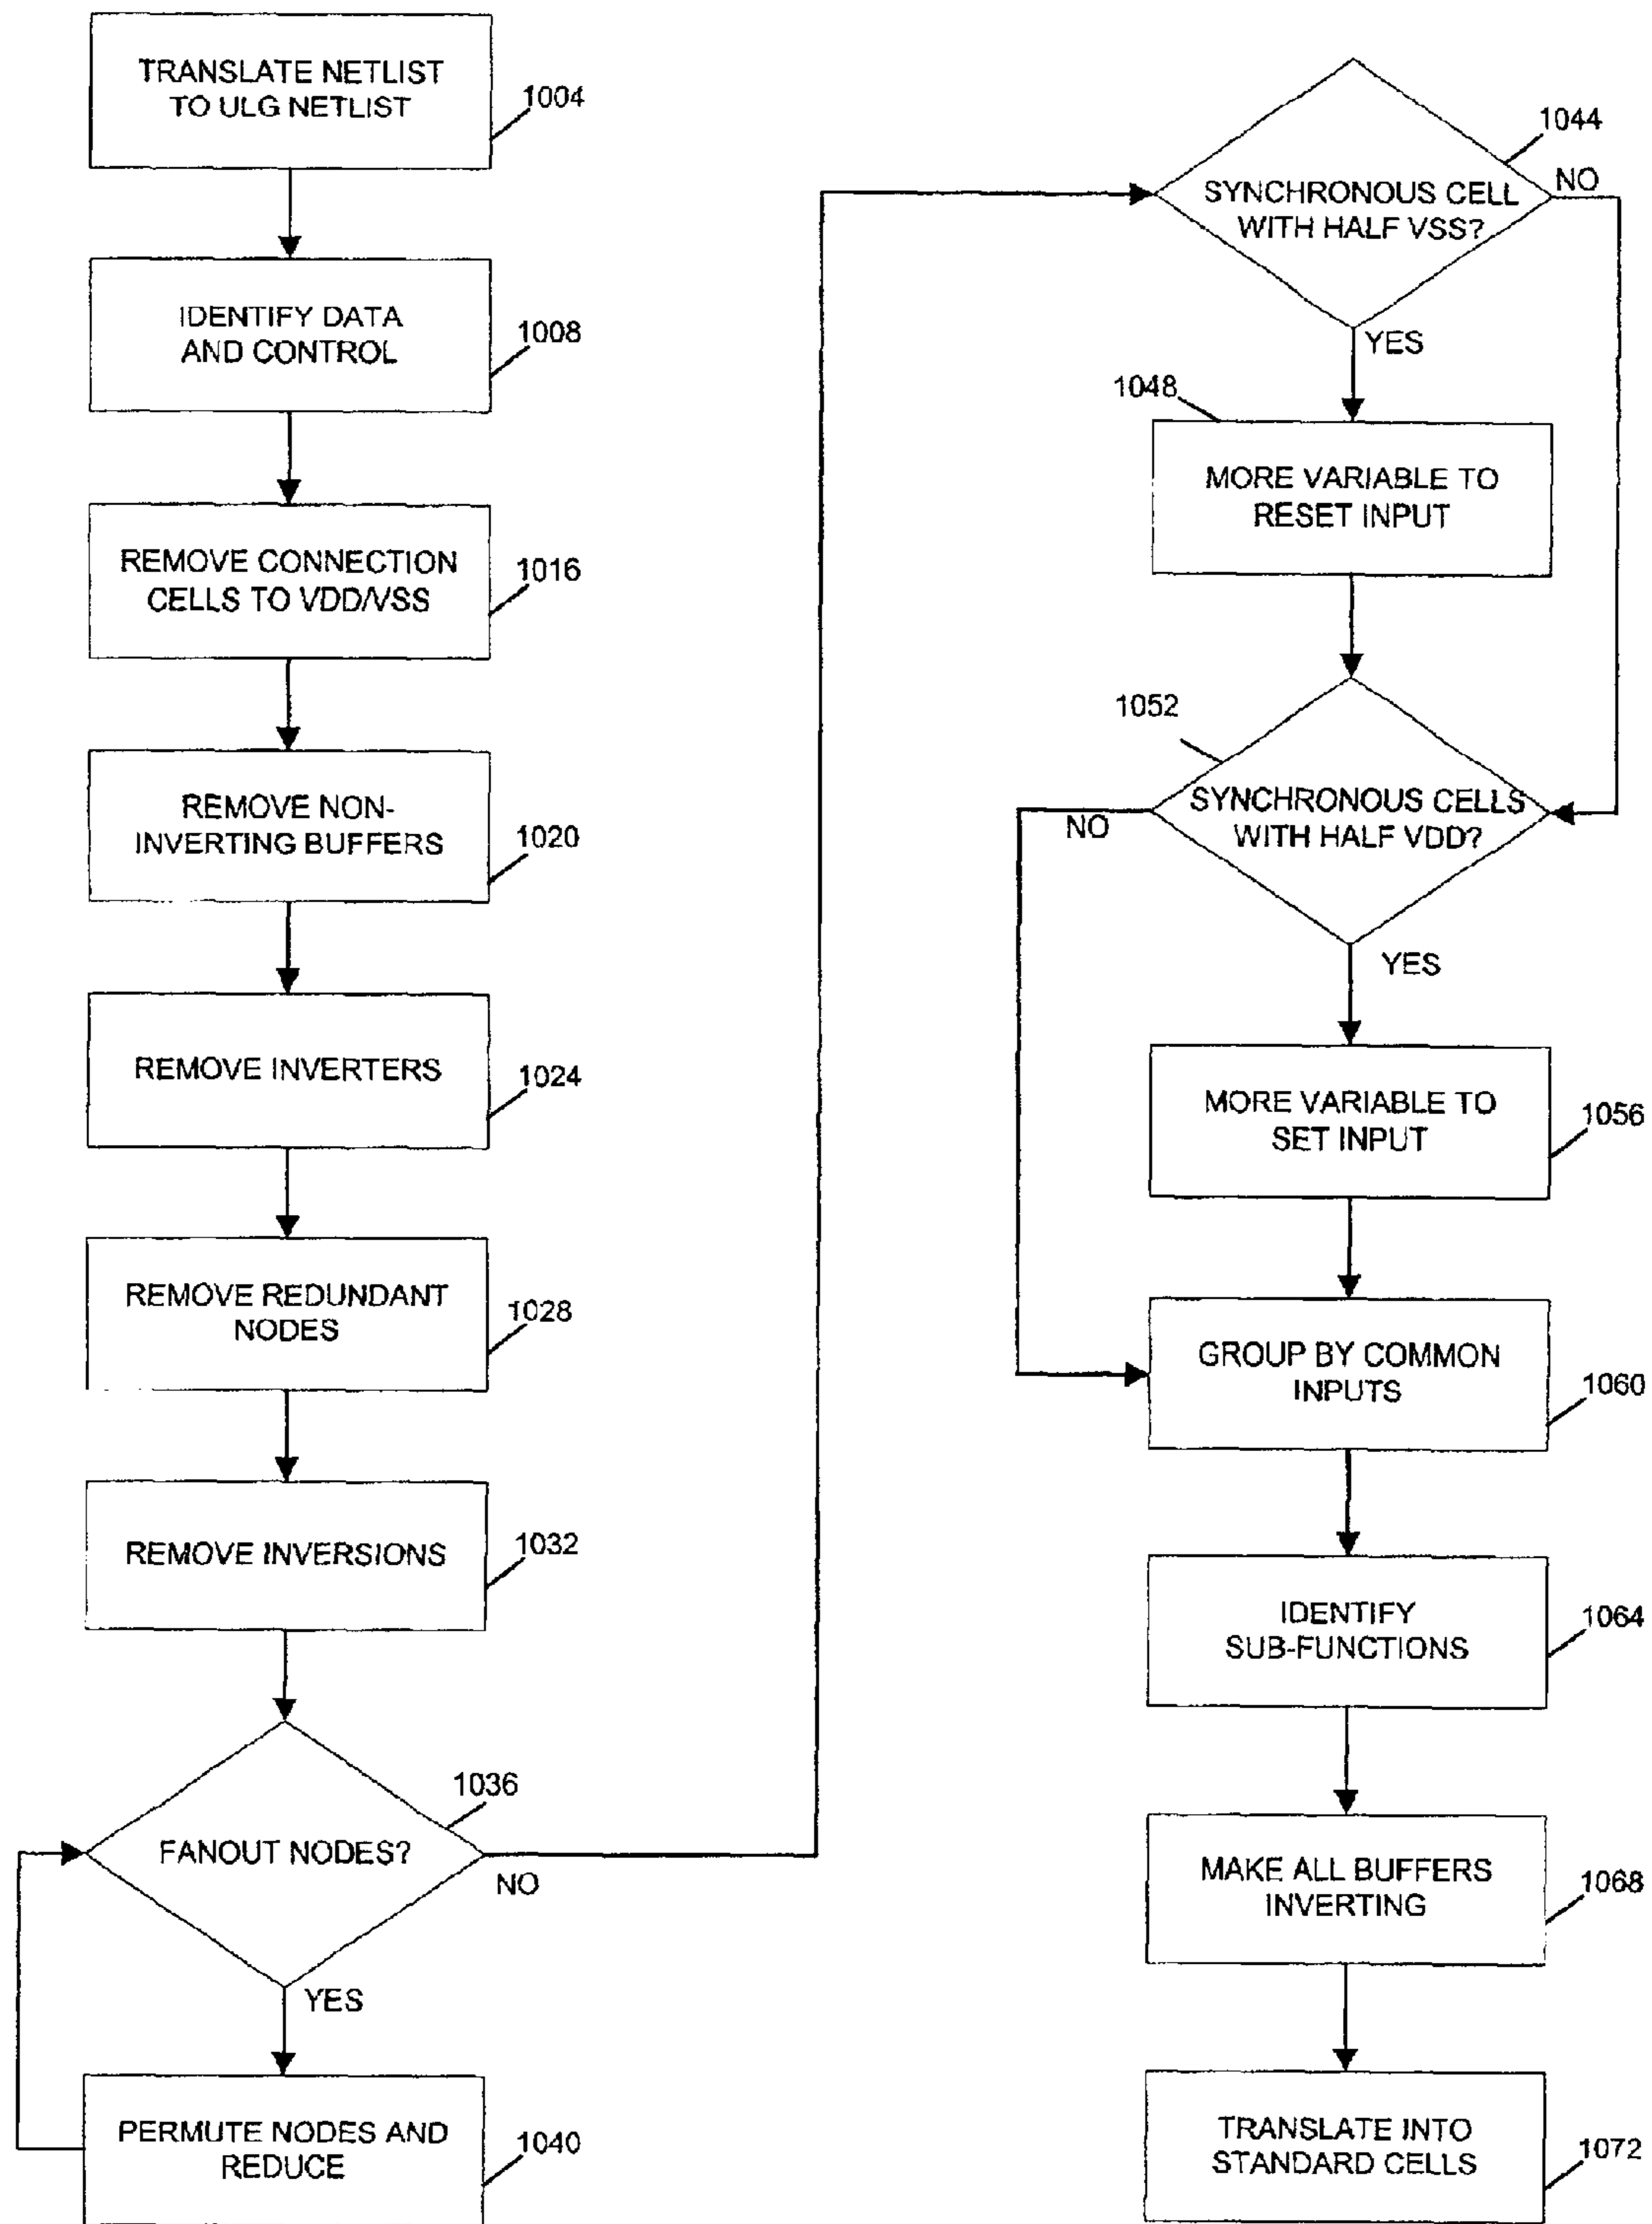 TRANSLATE NETLIST
TO ULG NETLIST
1004
IDENTIFY DATA
AND CONTROL
1008
REMOVE CONNECTION
CELLS TO VDD/VSS
1016
REMOVE NON-
INVERTING BUFFERS
1020
REMOVE INVERTERS
1024
REMOVE REDUNDANT
NODES
1028
REMOVE INVERSIONS
1032
1036
FANOUT NODES?
NO
YES
PERMUTE NODES AND
REDUCE
1040
1044
SYNCHRONOUS CELL
WITH HALF VSS?
NO
YES
1048
MORE VARIABLE TO
RESET INPUT
1052
SYNCHRONOUS CELLS
WITH HALF VDD?
NO
YES
MORE VARIABLE TO
SET INPUT
1056
GROUP BY COMMON
INPUTS
1060
IDENTIFY
SUB-FUNCTIONS
1064
MAKE ALL BUFFERS
INVERTING
1068
TRANSLATE INTO
STANDARD CELLS
1072